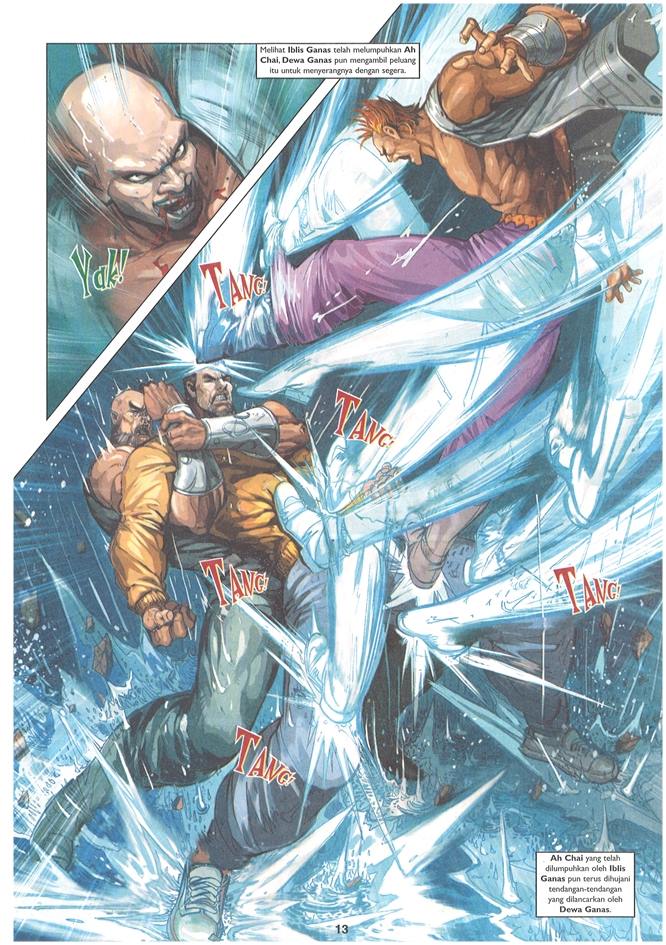 Melihat Iblis Ganas telah melumpuhkan Ah
Chai, Dewa Ganas pun mengambil peluang
itu untuk menyerangnya dengan segera.
Yak!
TANG!
TANG!
TANG!
TANG!
TANG!
Ah Chai yang telah
dilumpuhkan oleh Iblis
Ganas pun terus dihujani
tendangan-tendangan
yang dilancarkan oleh
Dewa Ganas.
13